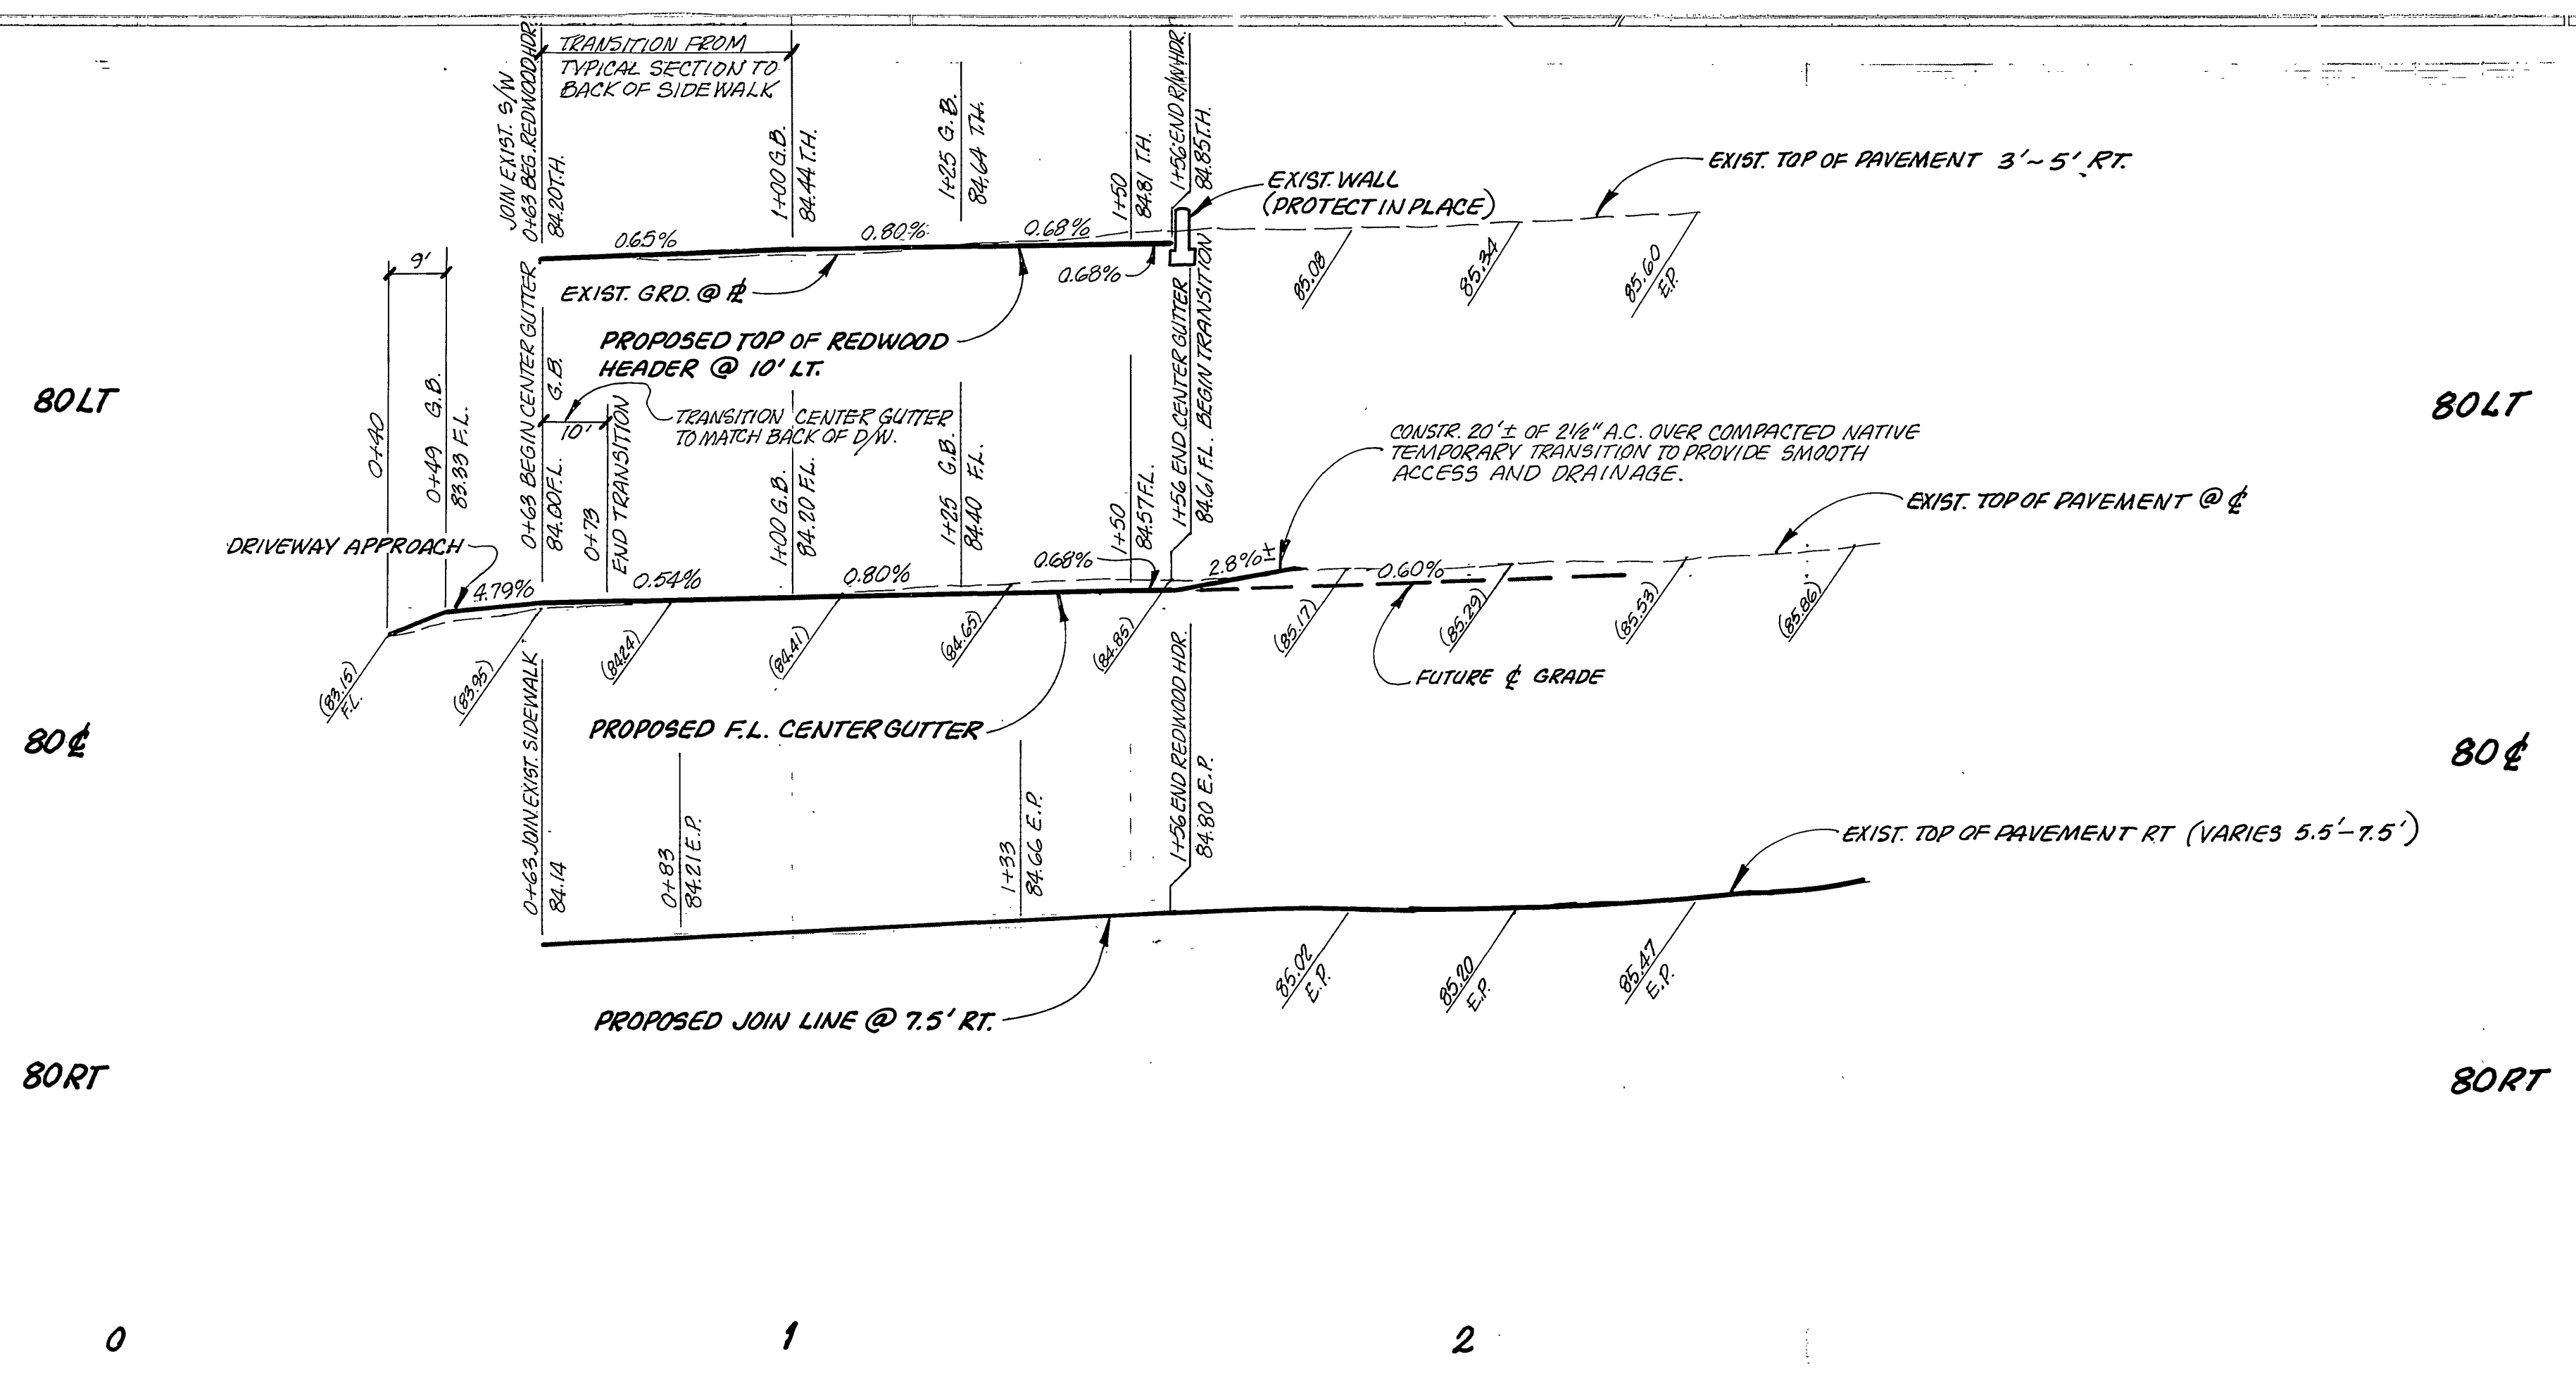 TRANSITION FROM
TYPICAL SECTION TO
BACK OF SIDEWALK
JOIN EXIST. S/W
0+63 BEG. REDWOOD HDR.
84.20 T.H.
1+00 G.B.
84.44 T.H.
1+25 G.B.
84.64 T.H.
1+50
84.81 T.H.
1+56 END R/W HDR.
84.85 T.H.
EXIST. WALL
(PROTECT IN PLACE)
EXIST. TOP OF PAVEMENT 3'~5' RT.
0.65%
0.80%
0.68%
0.68%
85.08
85.34
85.60
E.P.
EXIST. GRD. @ ⅊
PROPOSED TOP OF REDWOOD
HEADER @ 10' LT.
9'
80 LT
80 LT
0+40
0+49 G.B.
83.33 F.L.
0+63 BEGIN CENTER GUTTER
84.00 F.L. G.B.
10'
0+73
END TRANSITION
TRANSITION CENTER GUTTER
TO MATCH BACK OF D/W.
1+00 G.B.
84.20 F.L.
1+25 G.B.
84.40 F.L.
1+50
84.57 F.L.
1+56 END CENTER GUTTER
84.61 F.L. BEGIN TRANSITION
CONSTR. 20'± OF 2½" A.C. OVER COMPACTED NATIVE
TEMPORARY TRANSITION TO PROVIDE SMOOTH
ACCESS AND DRAINAGE.
EXIST. TOP OF PAVEMENT @ ℄
DRIVEWAY APPROACH
4.79%
0.54%
0.80%
0.68%
2.8%±
0.60%
(83.15)
F.L.
(83.95)
(84.24)
(84.41)
(84.65)
(84.85)
(85.17)
(85.29)
(85.53)
(85.86)
FUTURE ℄ GRADE
PROPOSED F.L. CENTER GUTTER
80 ℄
80 ℄
0+63 JOIN EXIST. SIDEWALK
84.14
0+83
84.21 E.P.
1+33
84.66 E.P.
1+56 END REDWOOD HDR.
84.80 E.P.
EXIST. TOP OF PAVEMENT RT (VARIES 5.5'-7.5')
85.02
E.P.
85.20
E.P.
85.47
E.P.
PROPOSED JOIN LINE @ 7.5' RT.
80 RT
80 RT
0
1
2